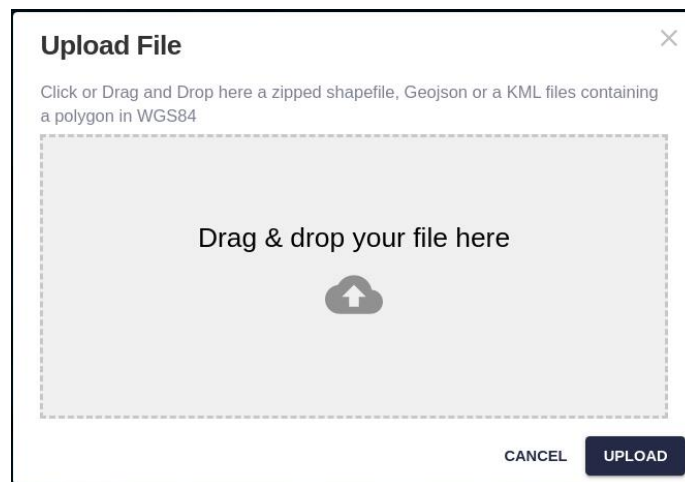 Upload File
Click or Drag and Drop here a zipped shapefile, Geojson or a KML files containing
a polygon in WGS84
Drag & drop your file here
CANCEL UPLOAD